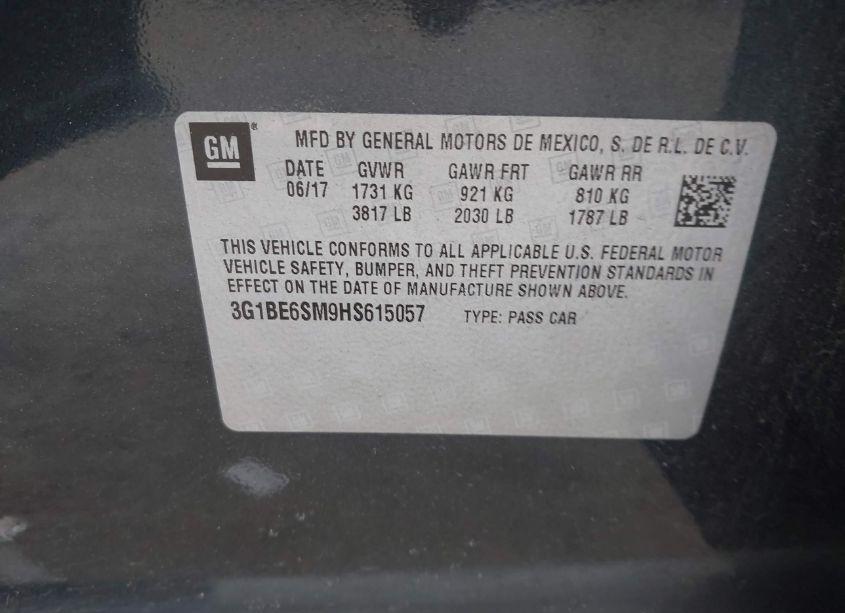 GM ® MFD BY GENERAL MOTORS DE MEXICO, S. DE R.L. DE C.V.
DATE GVWR GAWR FRT GAWR RR
06/17 1731 KG 921 KG 810 KG
3817 LB 2030 LB 1787 LB
THIS VEHICLE CONFORMS TO ALL APPLICABLE U.S. FEDERAL MOTOR
VEHICLE SAFETY, BUMPER, AND THEFT PREVENTION STANDARDS IN
EFFECT ON THE DATE OF MANUFACTURE SHOWN ABOVE.
3G1BE6SM9HS615057 TYPE: PASS CAR